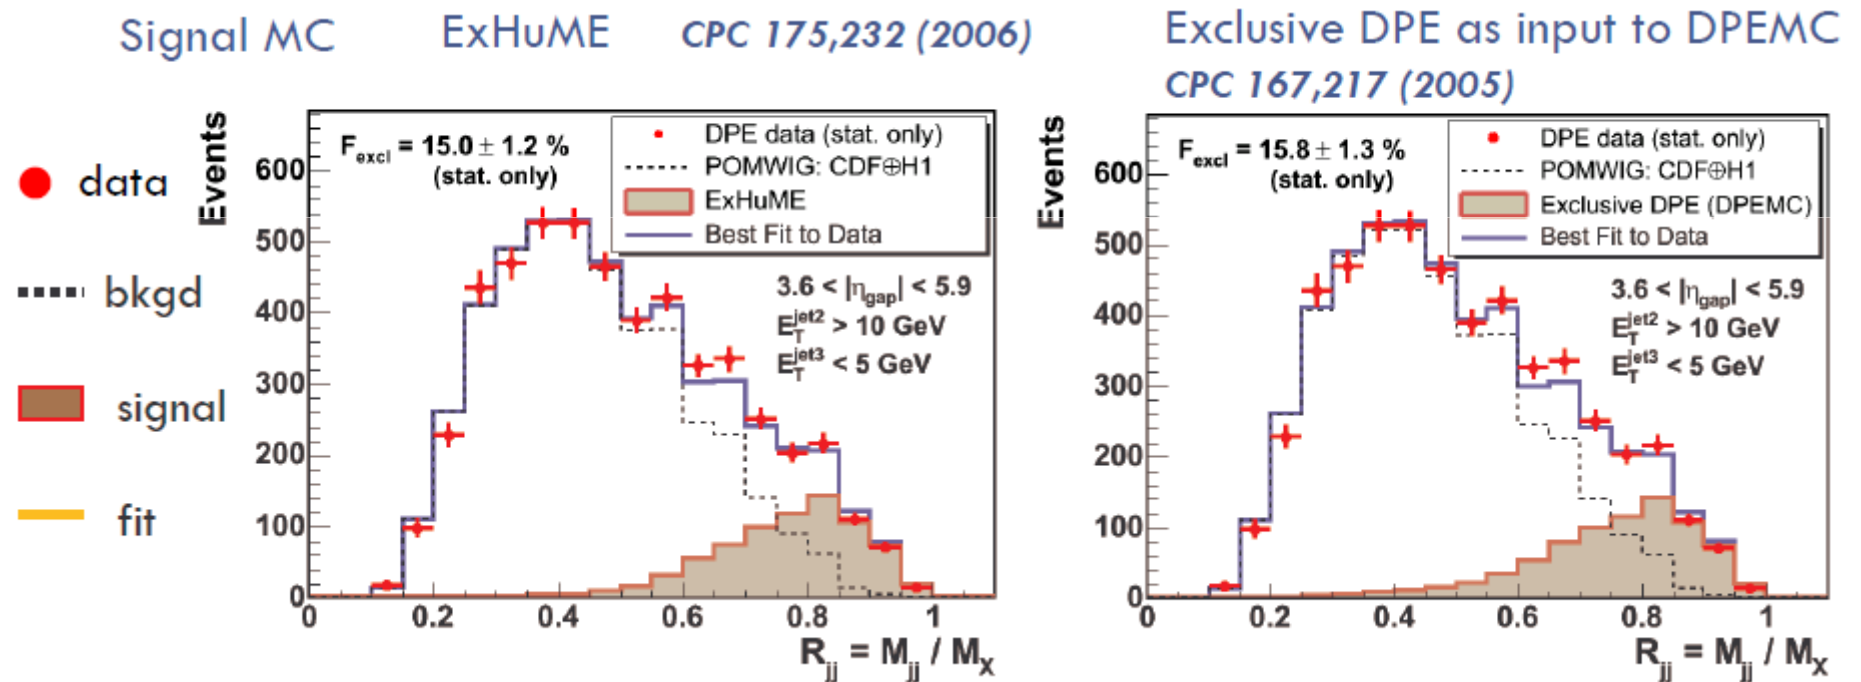 Signal MC ExHuME CPC 175,232 (2006)
Exclusive DPE as input to DPEMC
CPC 167,217 (2005)
data
bkgd
signal
fit
Events
F_excl = 15.0 ± 1.2 %
(stat. only)
DPE data (stat. only)
POMWIG: CDF⊕H1
ExHuME
Best Fit to Data
3.6 < |η_gap| < 5.9
E_T^jet2 > 10 GeV
E_T^jet3 < 5 GeV
600
500
400
300
200
100
0
0 0.2 0.4 0.6 0.8 1
R_jj = M_jj / M_X
Events
F_excl = 15.8 ± 1.3 %
(stat. only)
DPE data (stat. only)
POMWIG: CDF⊕H1
Exclusive DPE (DPEMC)
Best Fit to Data
3.6 < |η_gap| < 5.9
E_T^jet2 > 10 GeV
E_T^jet3 < 5 GeV
600
500
400
300
200
100
0
0 0.2 0.4 0.6 0.8 1
R_jj = M_jj / M_X